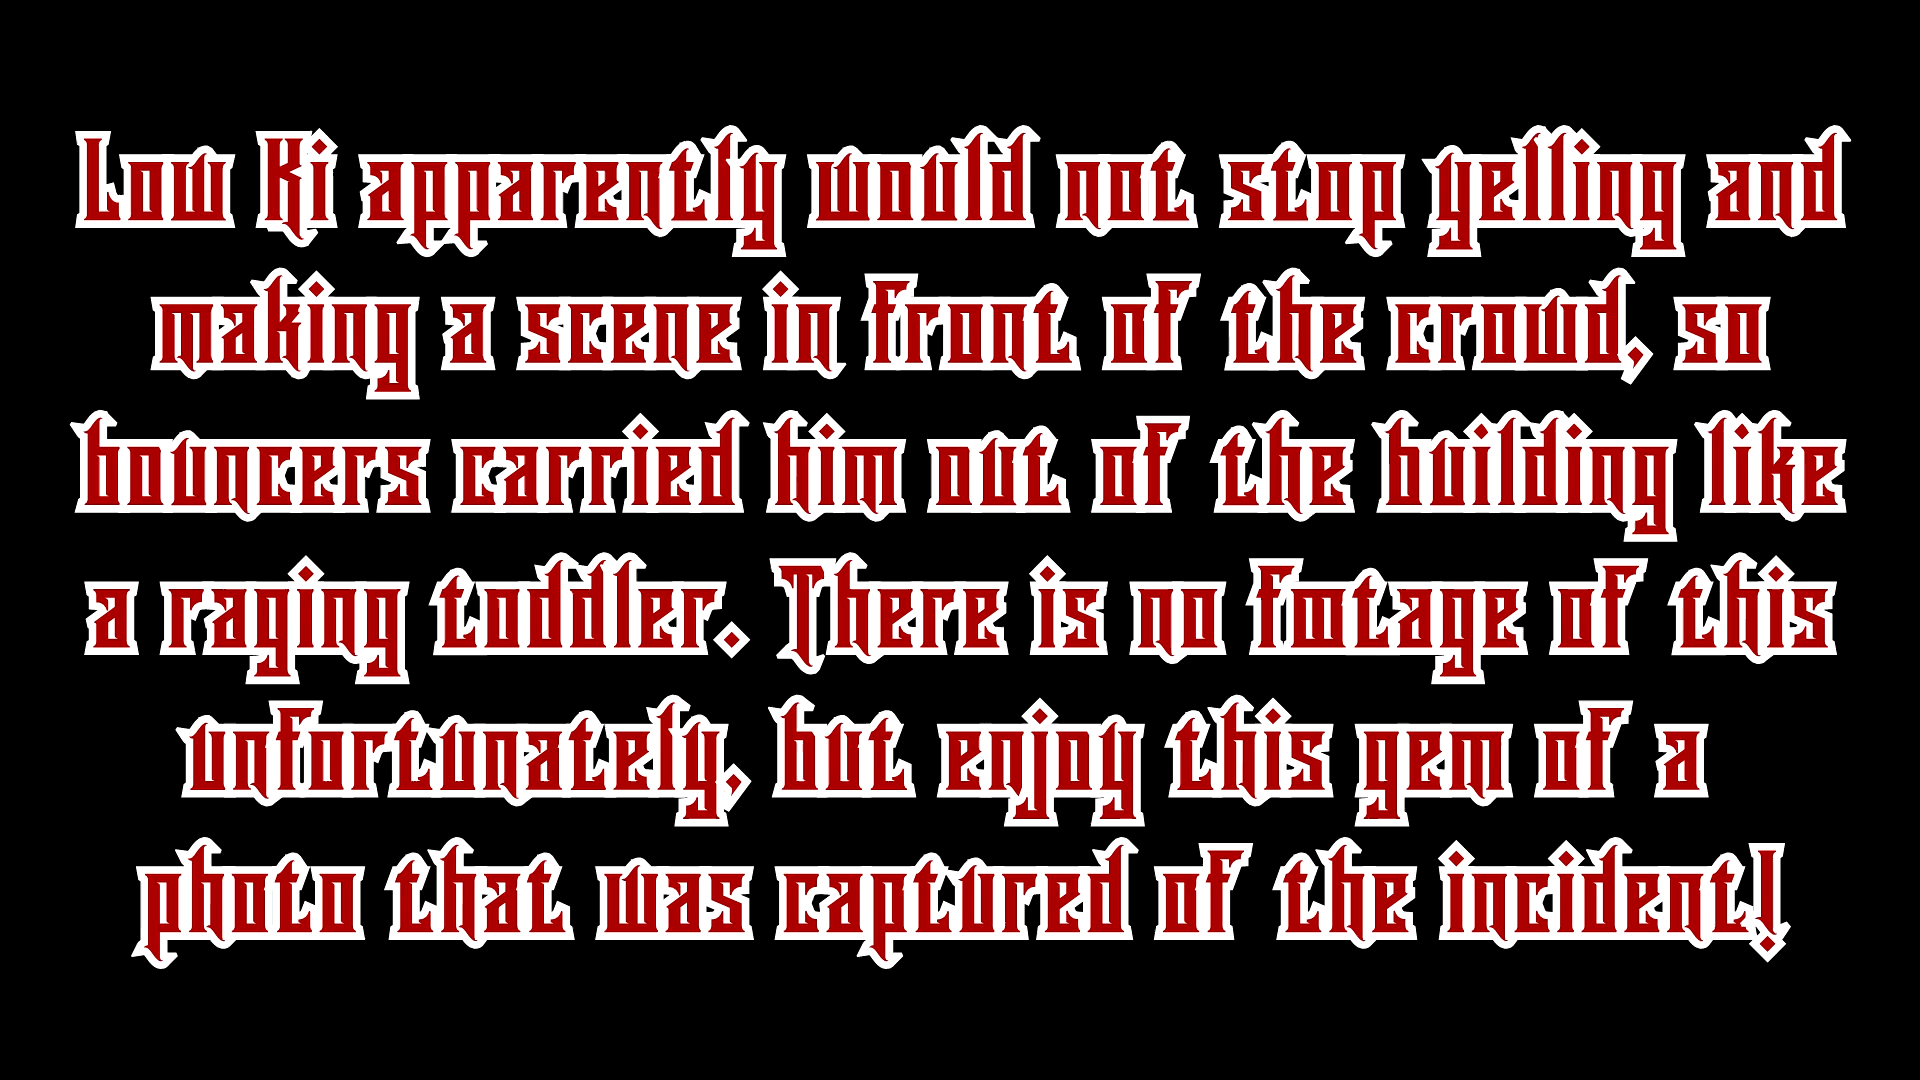 Low Ki apparently would not stop yelling and
making a scene in front of the crowd, so
bouncers carried him out of the building like
a raging toddler. There is no footage of this
unfortunately, but enjoy this gem of a
photo that was captured of the incident!